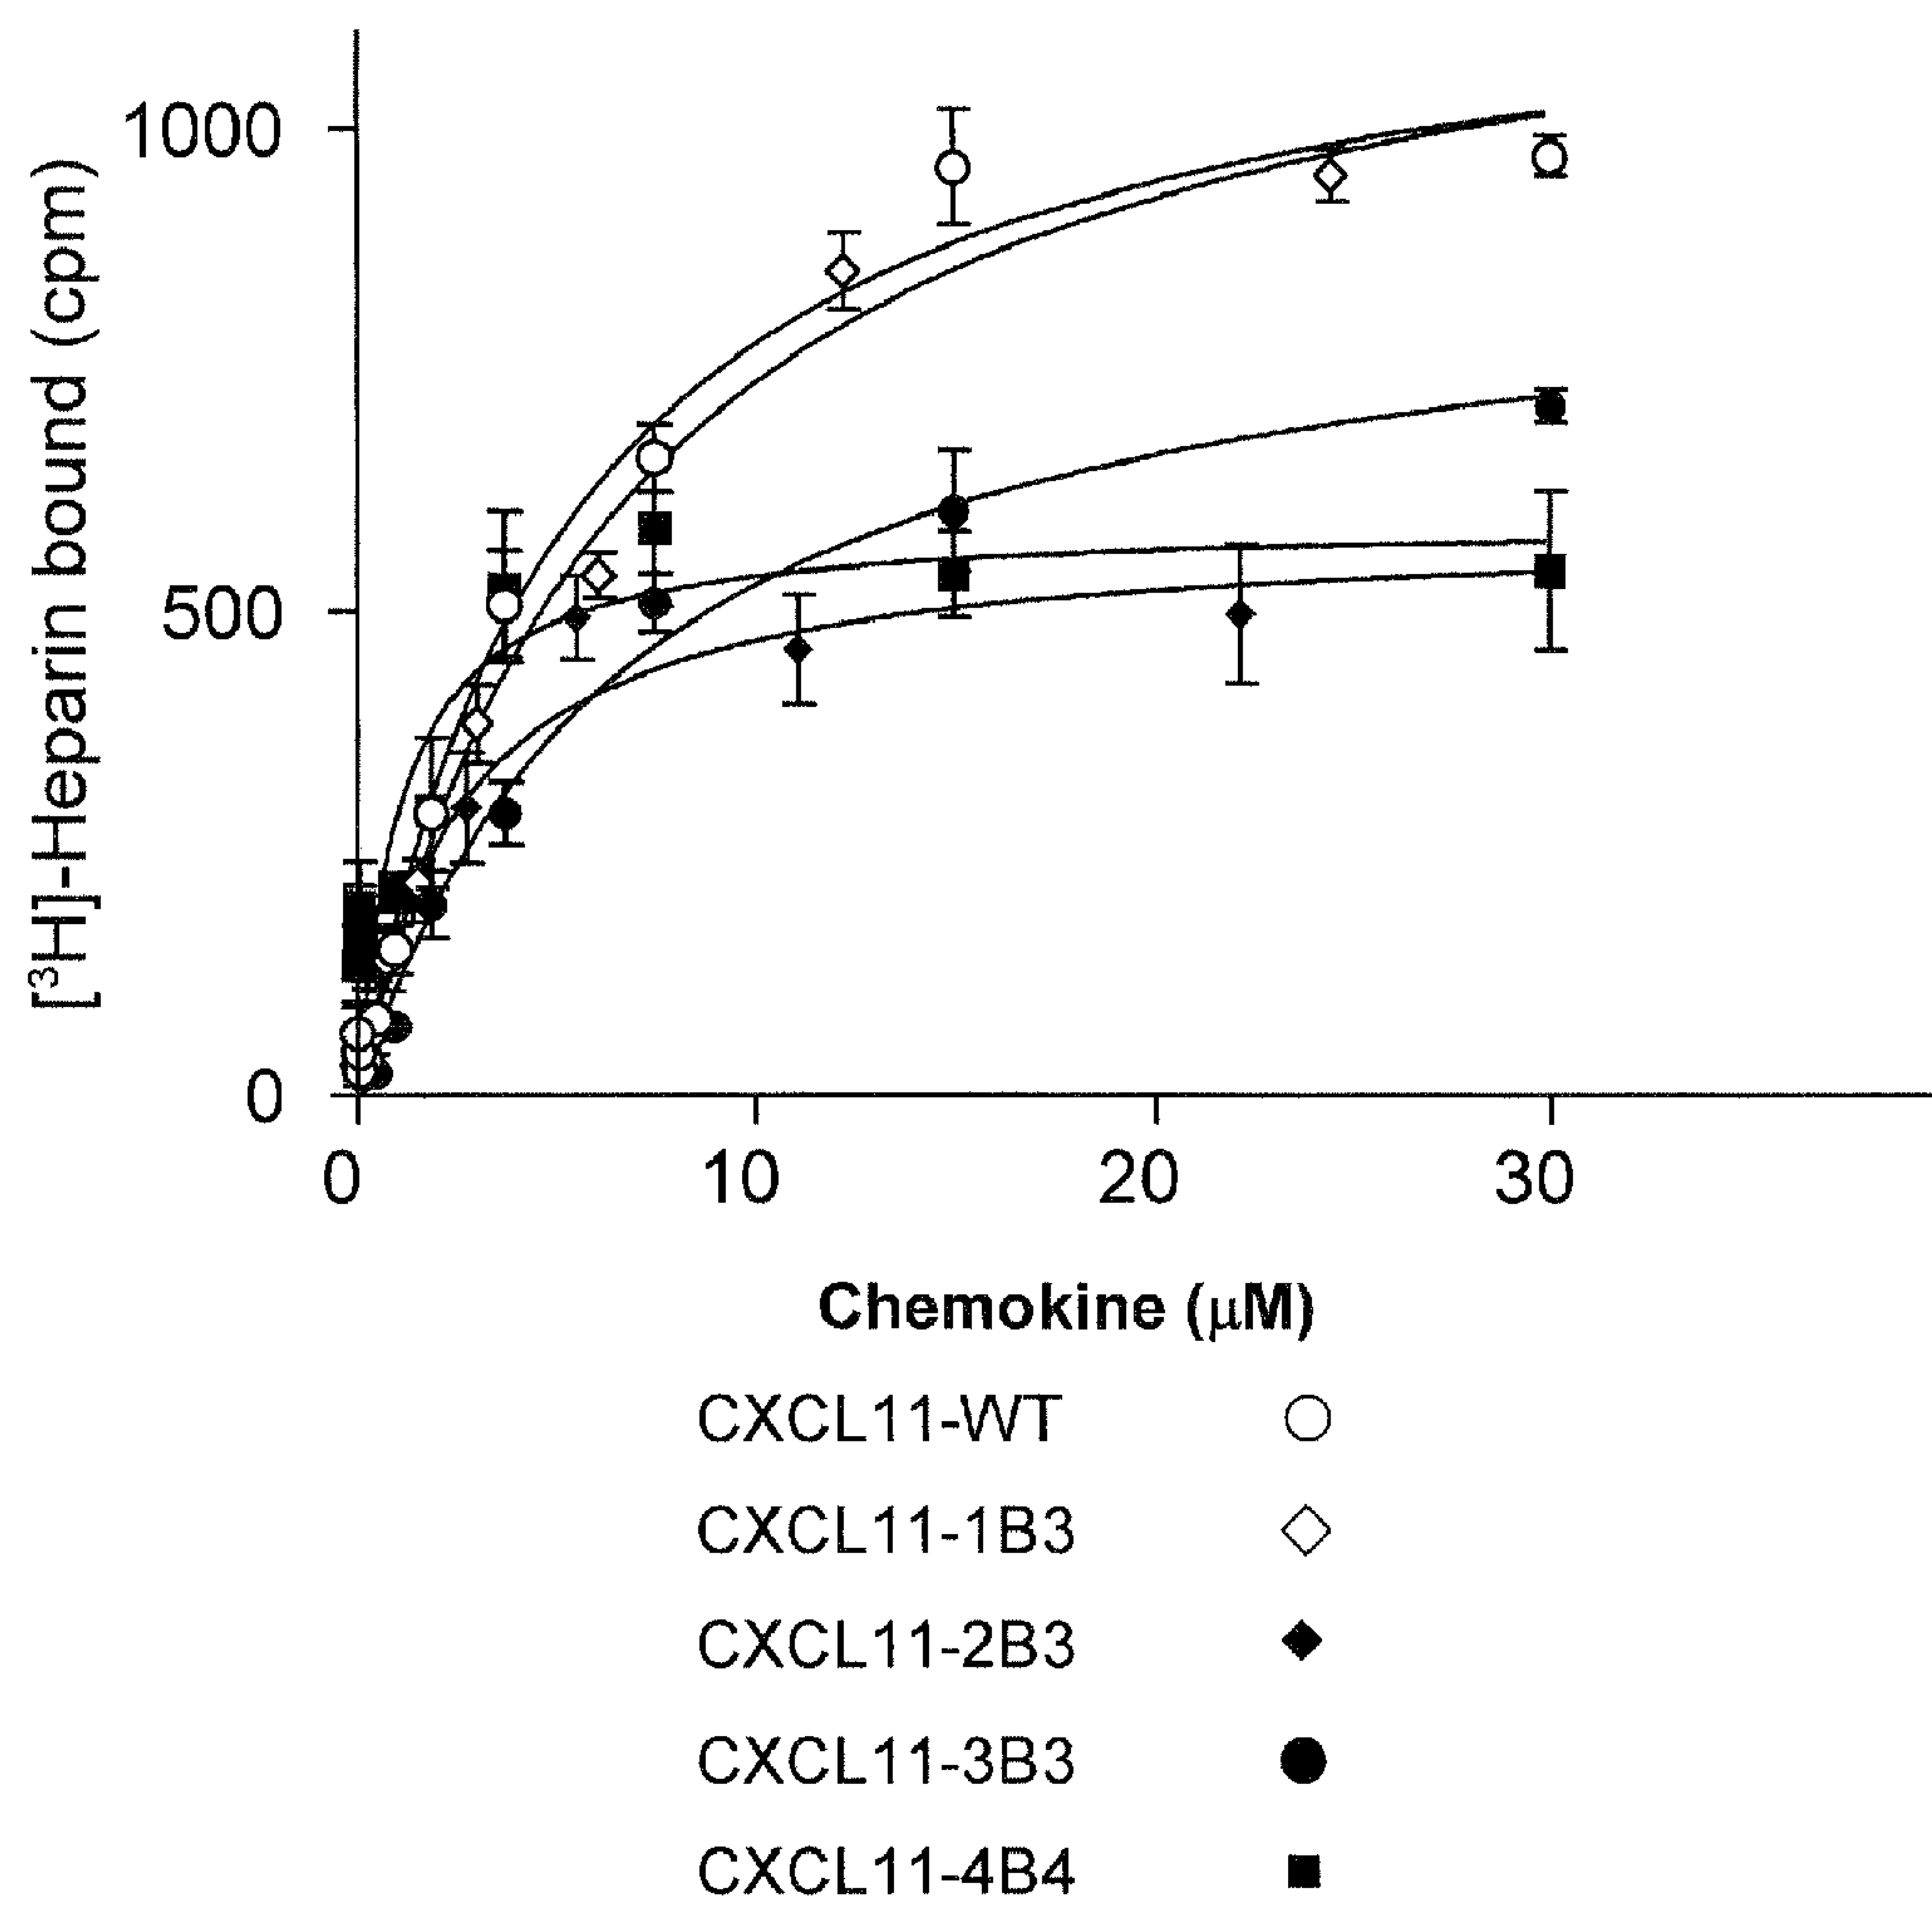 [³H]-Heparin bound (cpm)
1000
500
0
0 10 20 30
Chemokine (μM)
CXCL11-WT
CXCL11-1B3
CXCL11-2B3
CXCL11-3B3
CXCL11-4B4